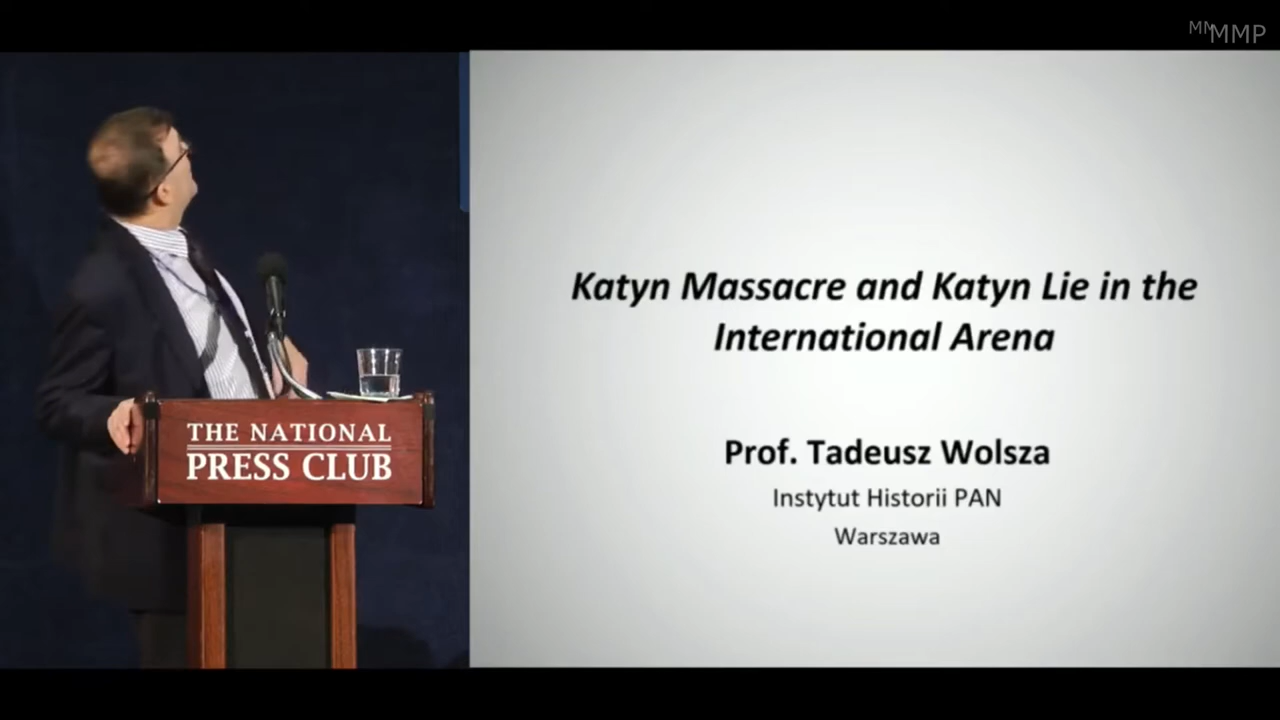 MMP
Katyn Massacre and Katyn Lie in the
International Arena
Prof. Tadeusz Wolsza
Instytut Historii PAN
Warszawa
THE NATIONAL
PRESS CLUB